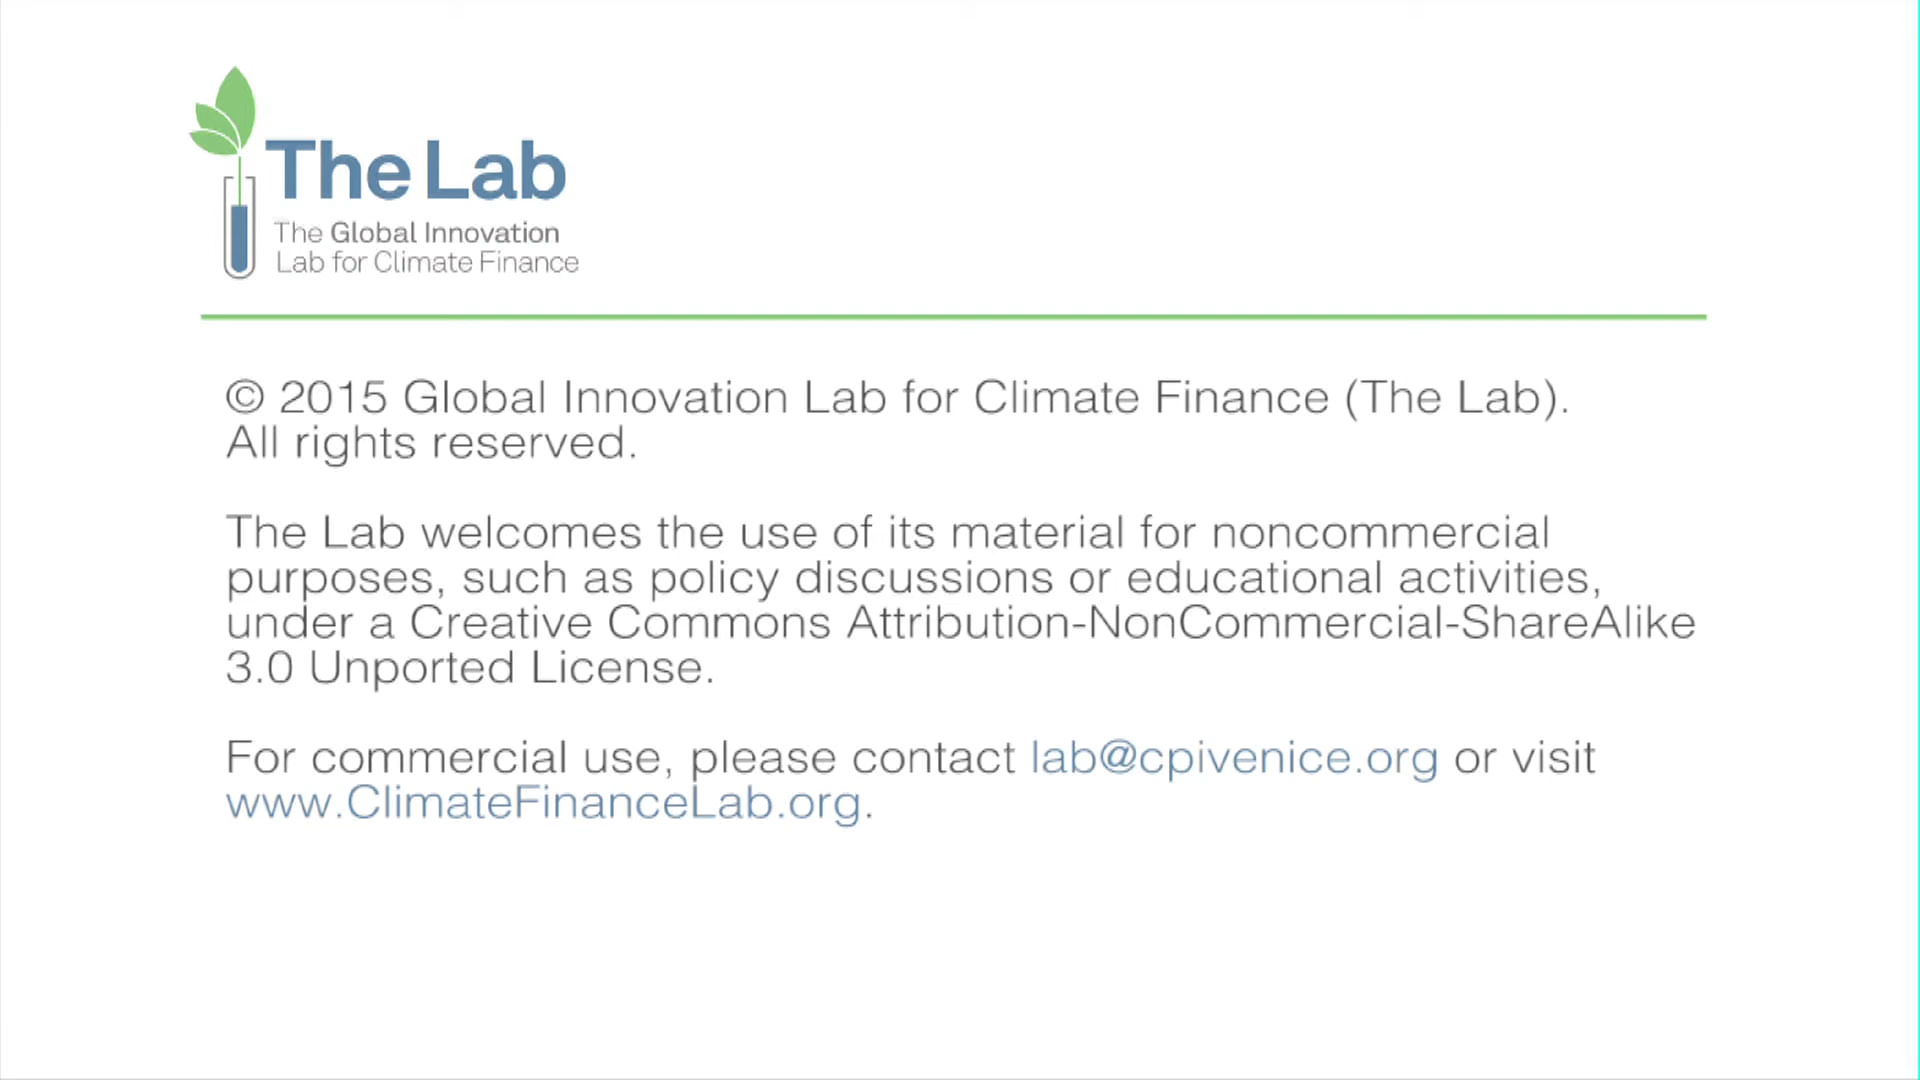 The Lab
The Global Innovation
Lab for Climate Finance
© 2015 Global Innovation Lab for Climate Finance (The Lab).
All rights reserved.
The Lab welcomes the use of its material for noncommercial
purposes, such as policy discussions or educational activities,
under a Creative Commons Attribution-NonCommercial-ShareAlike
3.0 Unported License.
For commercial use, please contact lab@cpivenice.org or visit
www.ClimateFinanceLab.org.